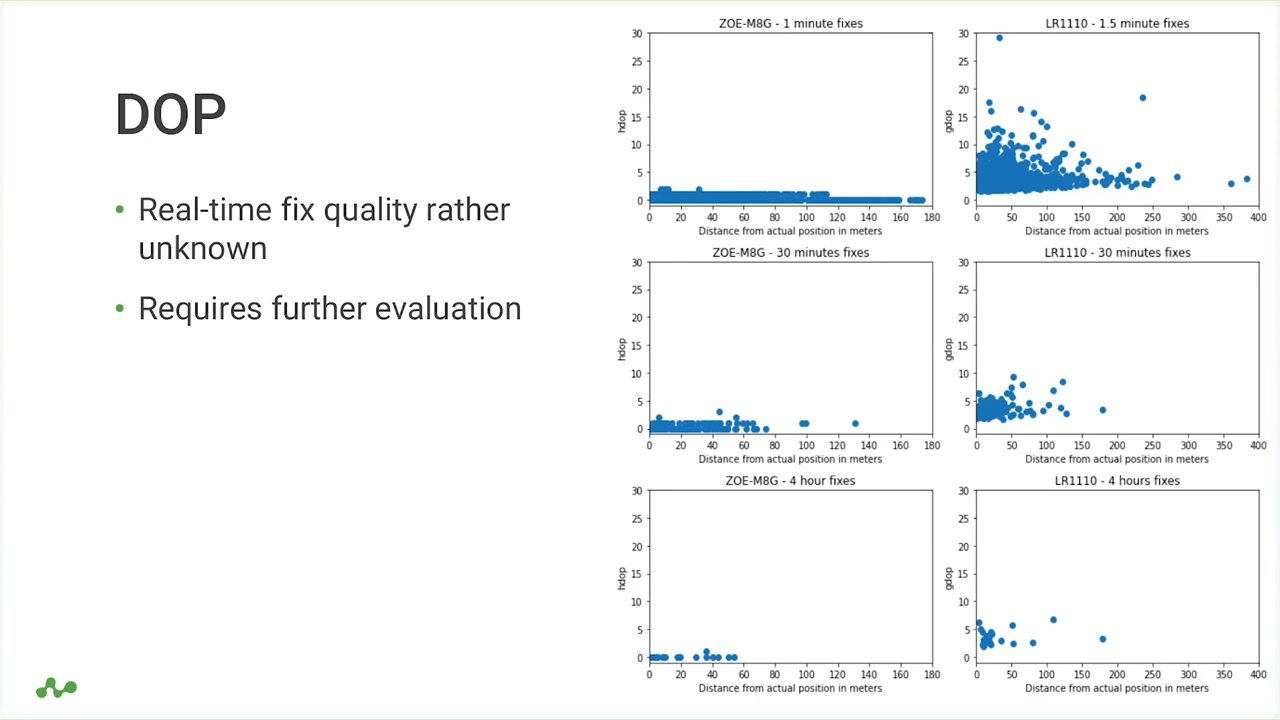 DOP
• Real-time fix quality rather
unknown
• Requires further evaluation
ZOE-M8G - 1 minute fixes
30
25
20
15
10
5
0
hdop
0 20 40 60 80 100 120 140 160 180
Distance from actual position in meters
LR1110 - 1.5 minute fixes
30
25
20
15
10
5
0
gdop
0 50 100 150 200 250 300 350 400
Distance from actual position in meters
ZOE-M8G - 30 minutes fixes
30
25
20
15
10
5
0
hdop
0 20 40 60 80 100 120 140 160 180
Distance from actual position in meters
LR1110 - 30 minutes fixes
30
25
20
15
10
5
0
gdop
0 50 100 150 200 250 300 350 400
Distance from actual position in meters
ZOE-M8G - 4 hour fixes
30
25
20
15
10
5
0
hdop
0 20 40 60 80 100 120 140 160 180
Distance from actual position in meters
LR1110 - 4 hours fixes
30
25
20
15
10
5
0
gdop
0 50 100 150 200 250 300 350 400
Distance from actual position in meters